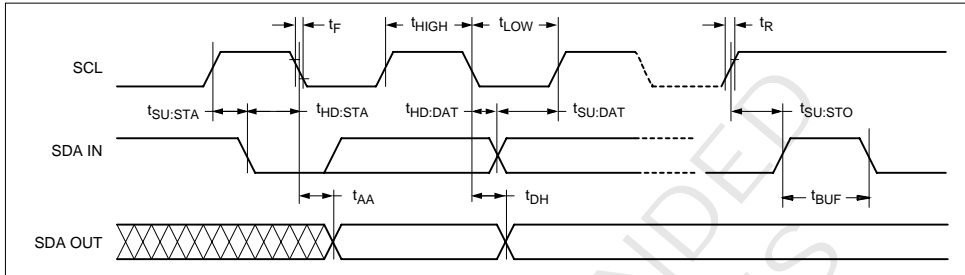 tF
tHIGH
tLOW
tR
SCL
tSU:STA
tHD:STA
tHD:DAT
tSU:DAT
tSU:STO
SDA IN
tAA
tDH
tBUF
SDA OUT